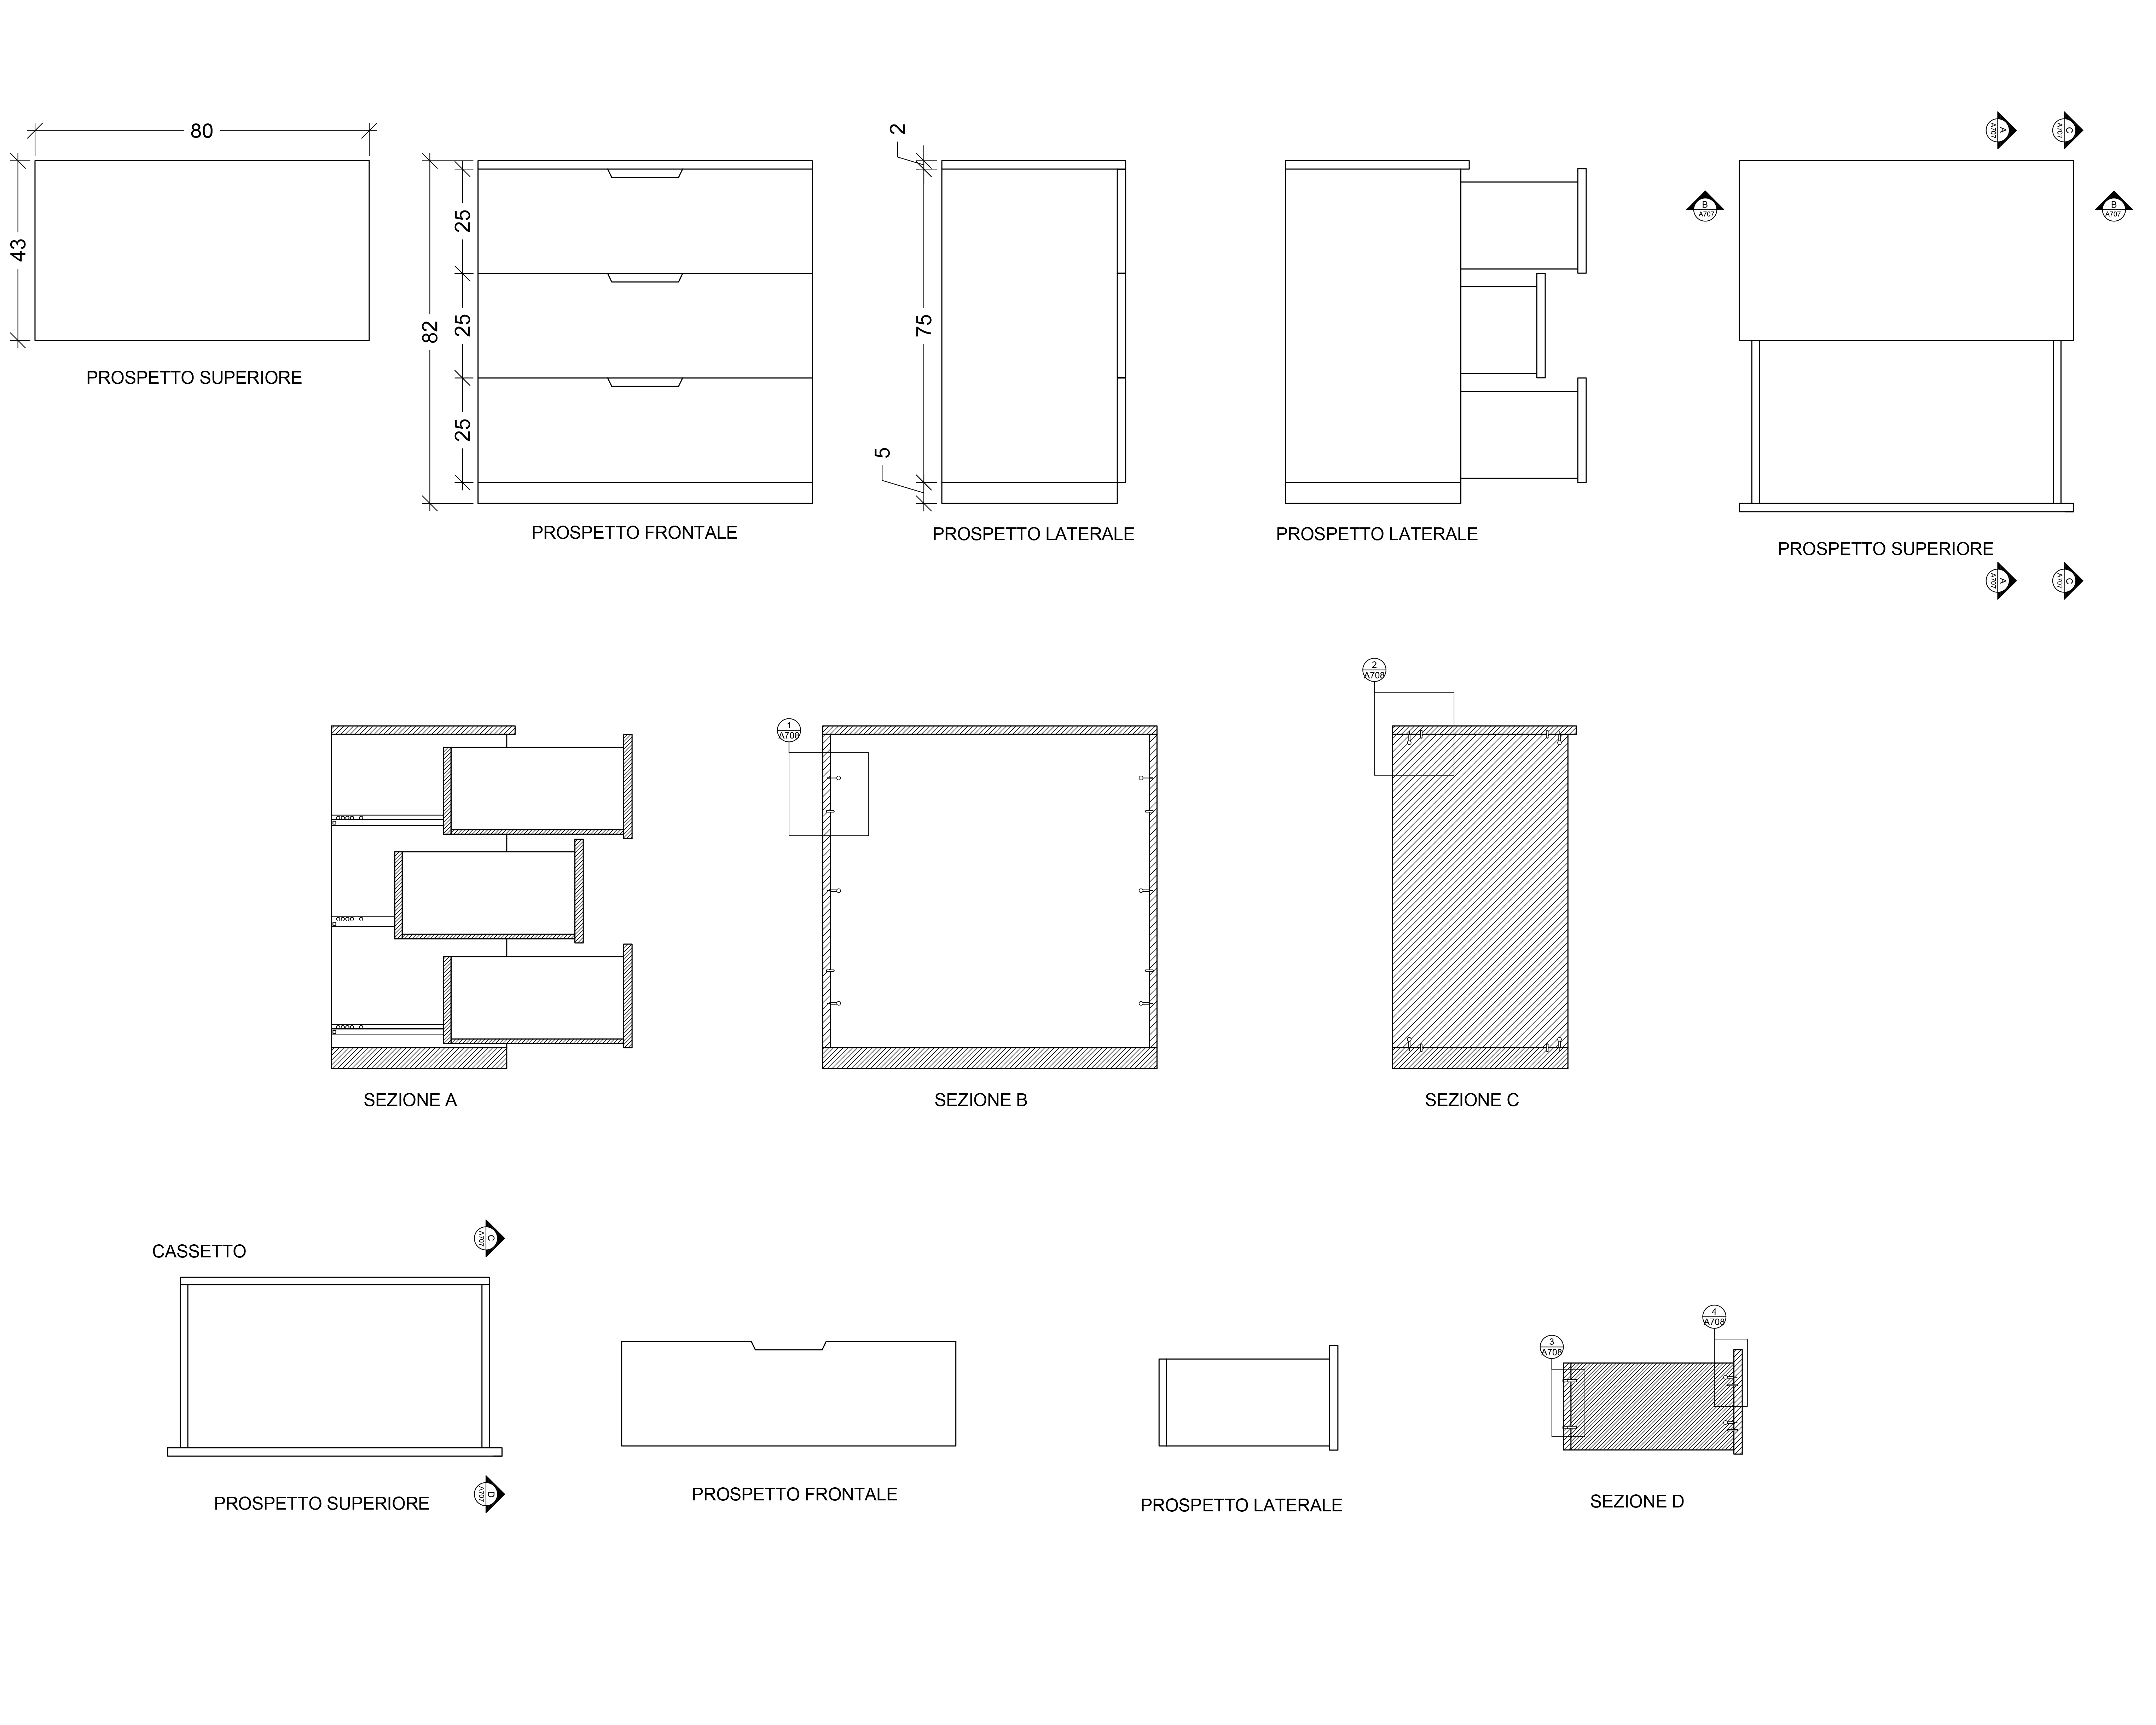 80
43
PROSPETTO SUPERIORE
82
25
25
25
PROSPETTO FRONTALE
2
75
5
PROSPETTO LATERALE
PROSPETTO LATERALE
A
A707
C
A707
B
A707
B
A707
PROSPETTO SUPERIORE
A
A707
C
A707
SEZIONE A
1
A708
SEZIONE B
2
A708
SEZIONE C
CASSETTO
C
A707
PROSPETTO SUPERIORE
D
A707
PROSPETTO FRONTALE
PROSPETTO LATERALE
3
A708
4
A708
SEZIONE D